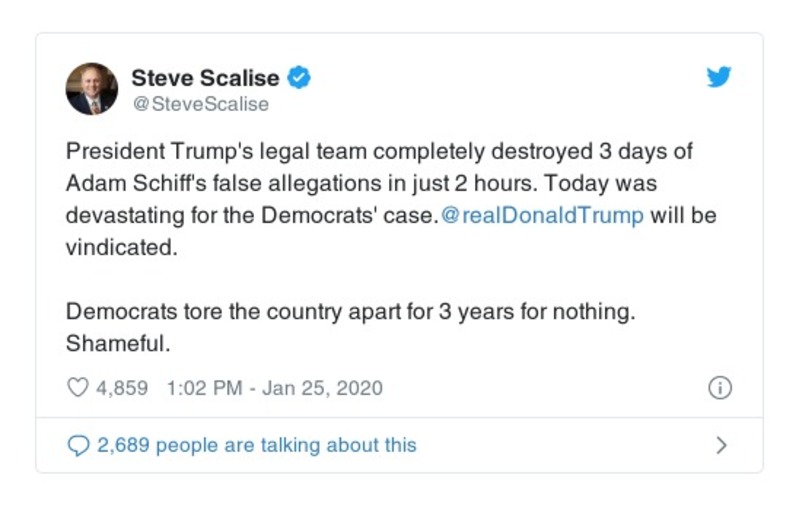 Steve Scalise
@SteveScalise
President Trump's legal team completely destroyed 3 days of
Adam Schiff's false allegations in just 2 hours. Today was
devastating for the Democrats' case.@realDonaldTrump will be
vindicated.
Democrats tore the country apart for 3 years for nothing.
Shameful.
4,859 1:02 PM - Jan 25, 2020
2,689 people are talking about this